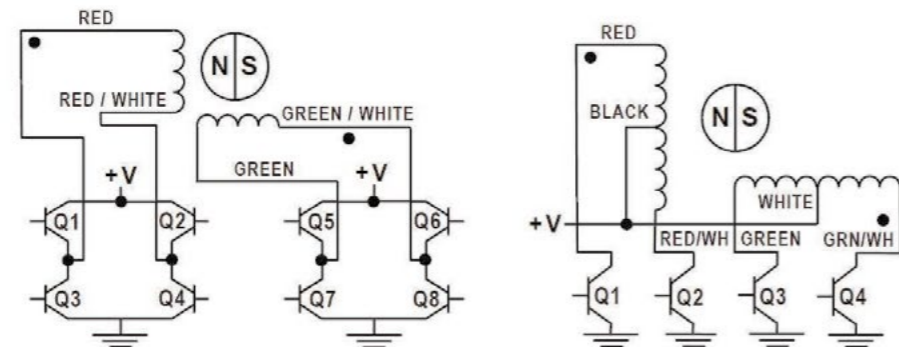 RED
N S
RED / WHITE
GREEN / WHITE
GREEN
+V
+V
Q1
Q2
Q5
Q6
Q3
Q4
Q7
Q8
RED
BLACK
N S
WHITE
+V
RED/WH
GREEN
GRN/WH
Q1
Q2
Q3
Q4